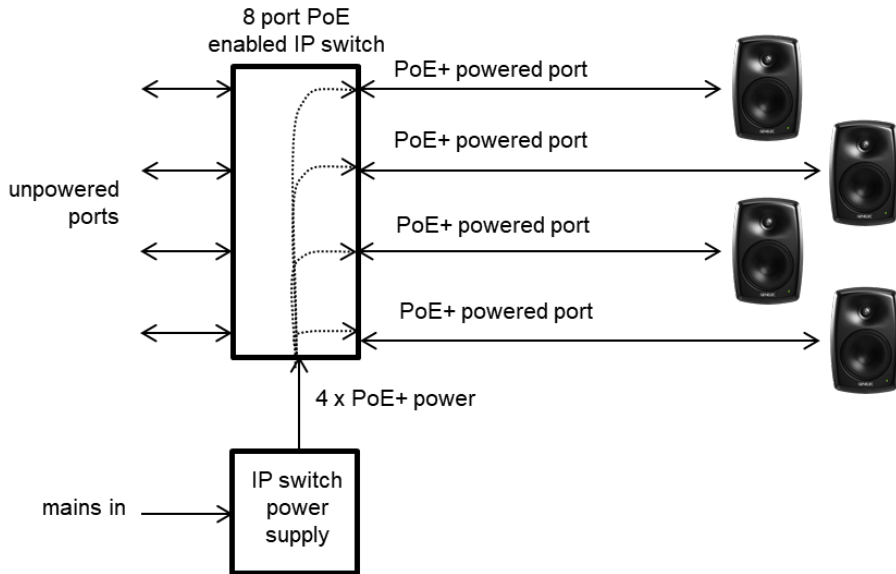 8 port PoE
enabled IP switch
PoE+ powered port
PoE+ powered port
unpowered
ports
PoE+ powered port
PoE+ powered port
4 x PoE+ power
IP switch
power
supply
mains in